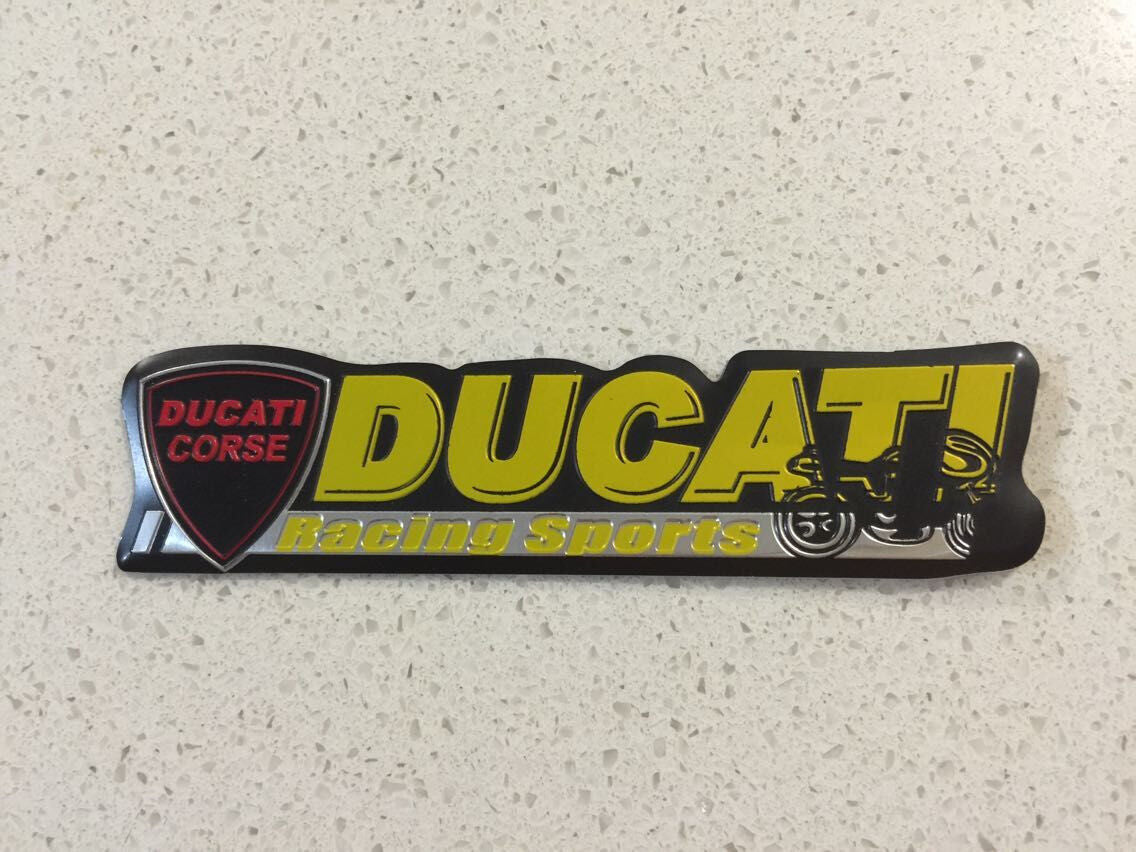 DUCATI
CORSE
DUCATI
Racing Sports